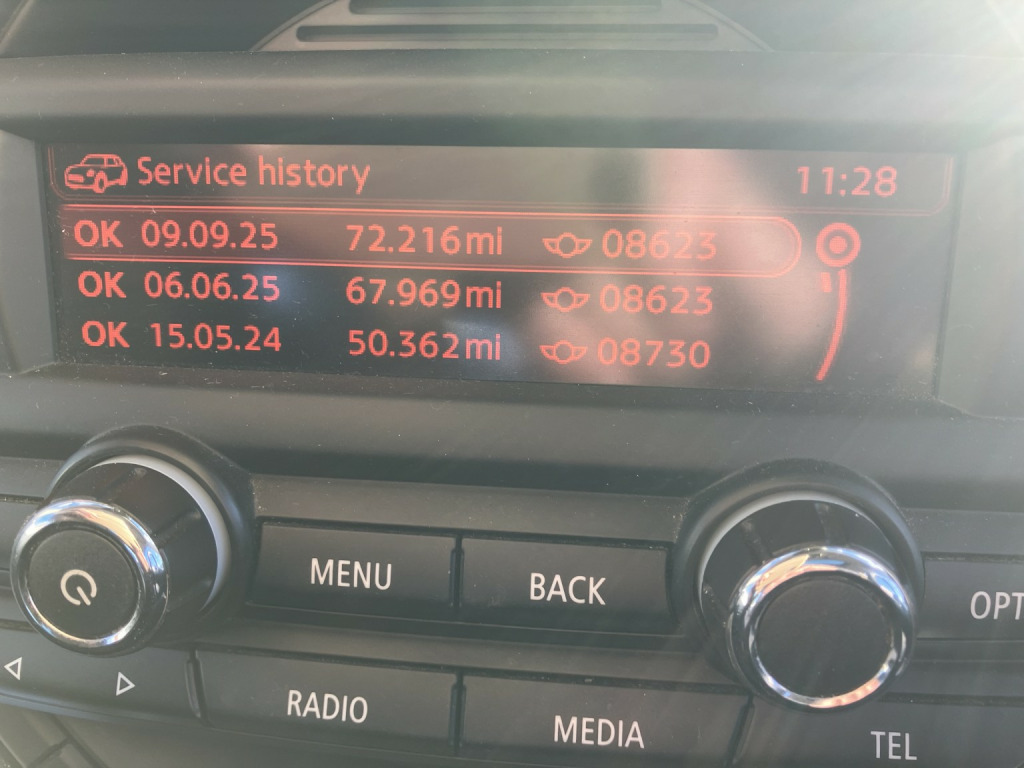 Service history 11:28
OK 09.09.25 72.216mi 08623
OK 06.06.25 67.969mi 08623
OK 15.05.24 50.362mi 08730
MENU BACK
OPT
RADIO MEDIA TEL